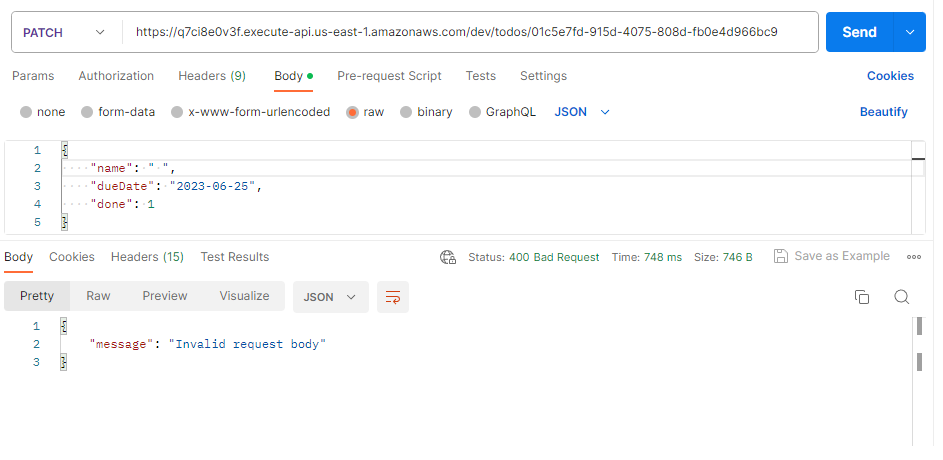 PATCH https://q7ci8e0v3f.execute-api.us-east-1.amazonaws.com/dev/todos/01c5e7fd-915d-4075-808d-fb0e4d966bc9 Send
Params Authorization Headers (9) Body Pre-request Script Tests Settings Cookies
none form-data x-www-form-urlencoded raw binary GraphQL JSON Beautify
1 {
2 "name": " ",
3 "dueDate": "2023-06-25",
4 "done": 1
5 }
Body Cookies Headers (15) Test Results Status: 400 Bad Request Time: 748 ms Size: 746 B Save as Example
Pretty Raw Preview Visualize JSON
1 {
2 "message": "Invalid request body"
3 }